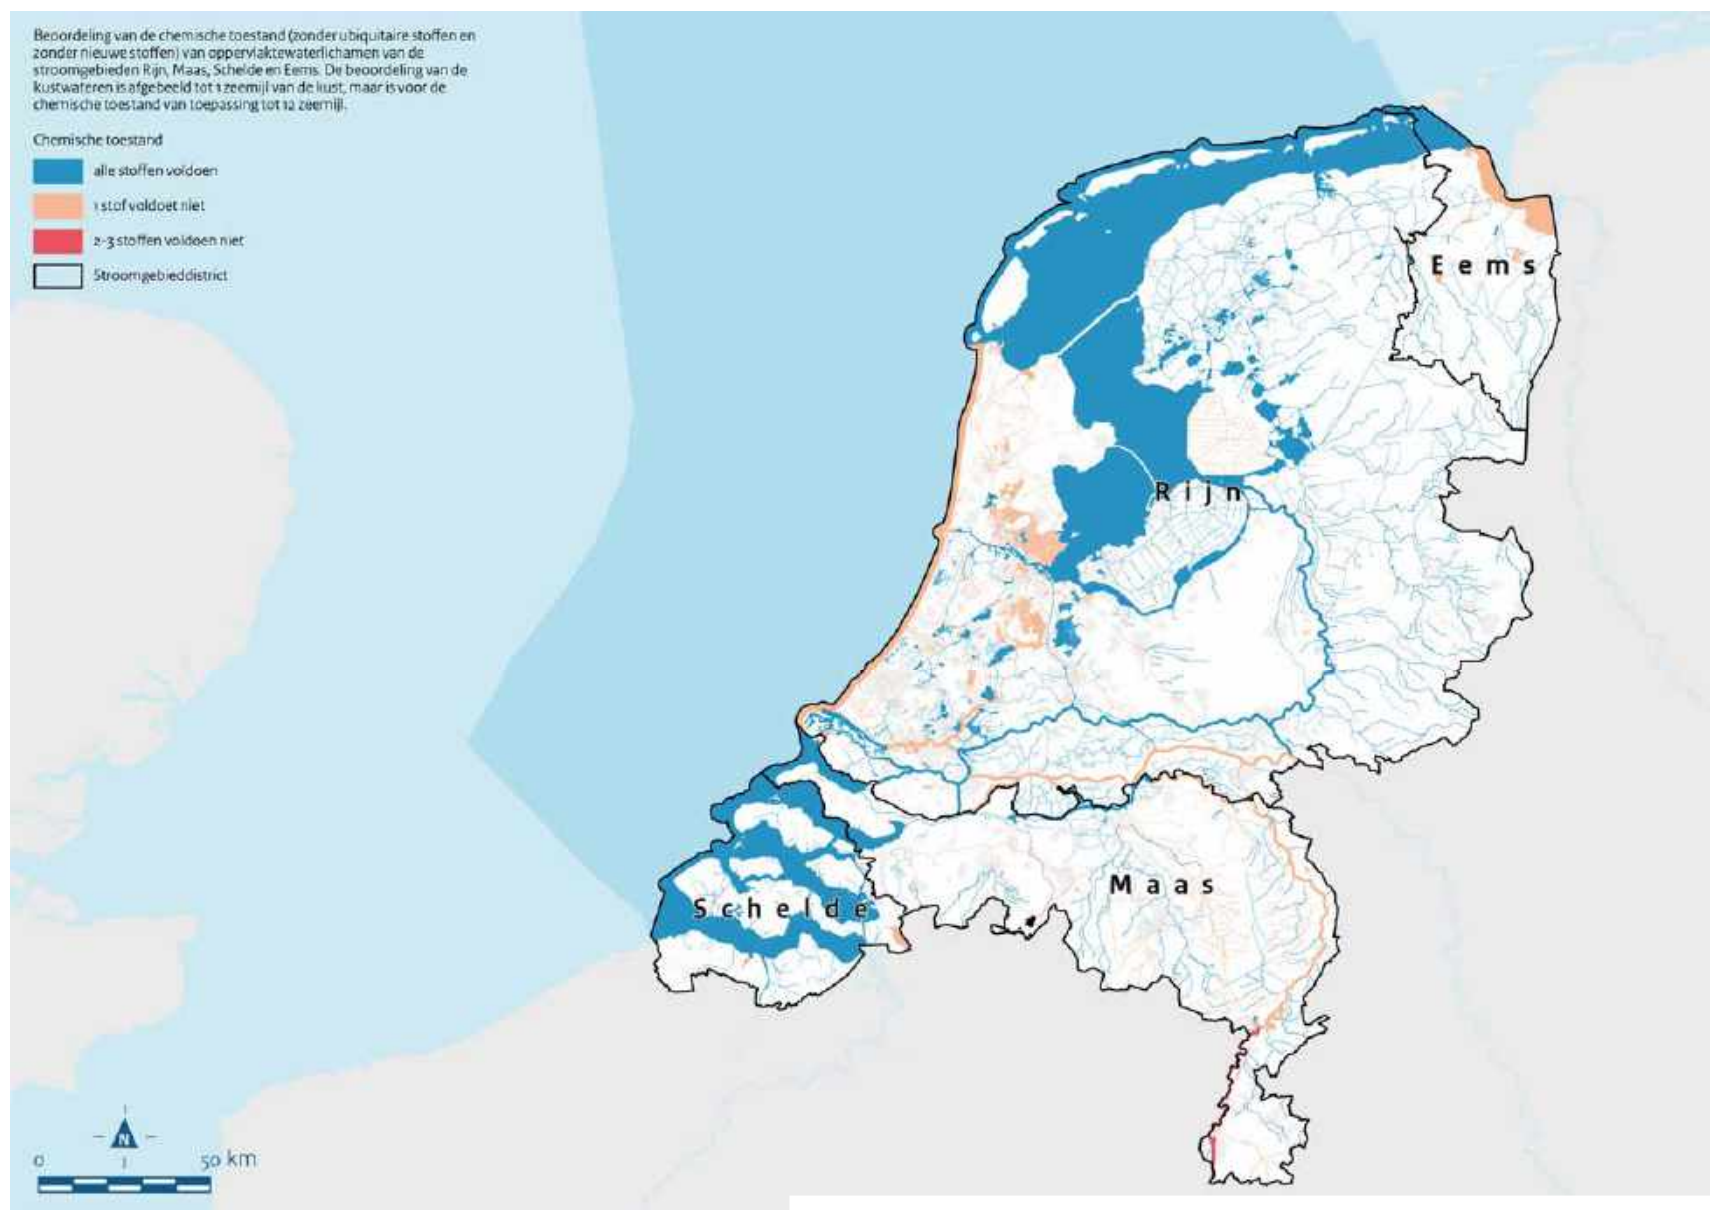 Beoordeling van de chemische toestand (zonder ubiquitaire stoffen en
zonder nieuwe stoffen) van oppervlaktewaterlichamen van de
stroomgebieden Rijn, Maas, Schelde en Eems. De beoordeling van de
kustwateren is afgebeeld tot 1 zeemijl van de kust, maar is voor de
chemische toestand van toepassing tot 12 zeemijl.
Chemische toestand
alle stoffen voldoen
1 stof voldoet niet
2-3 stoffen voldoen niet
Stroomgebieddistrict
Eems
Rijn
Maas
Schelde
N
0 50 km